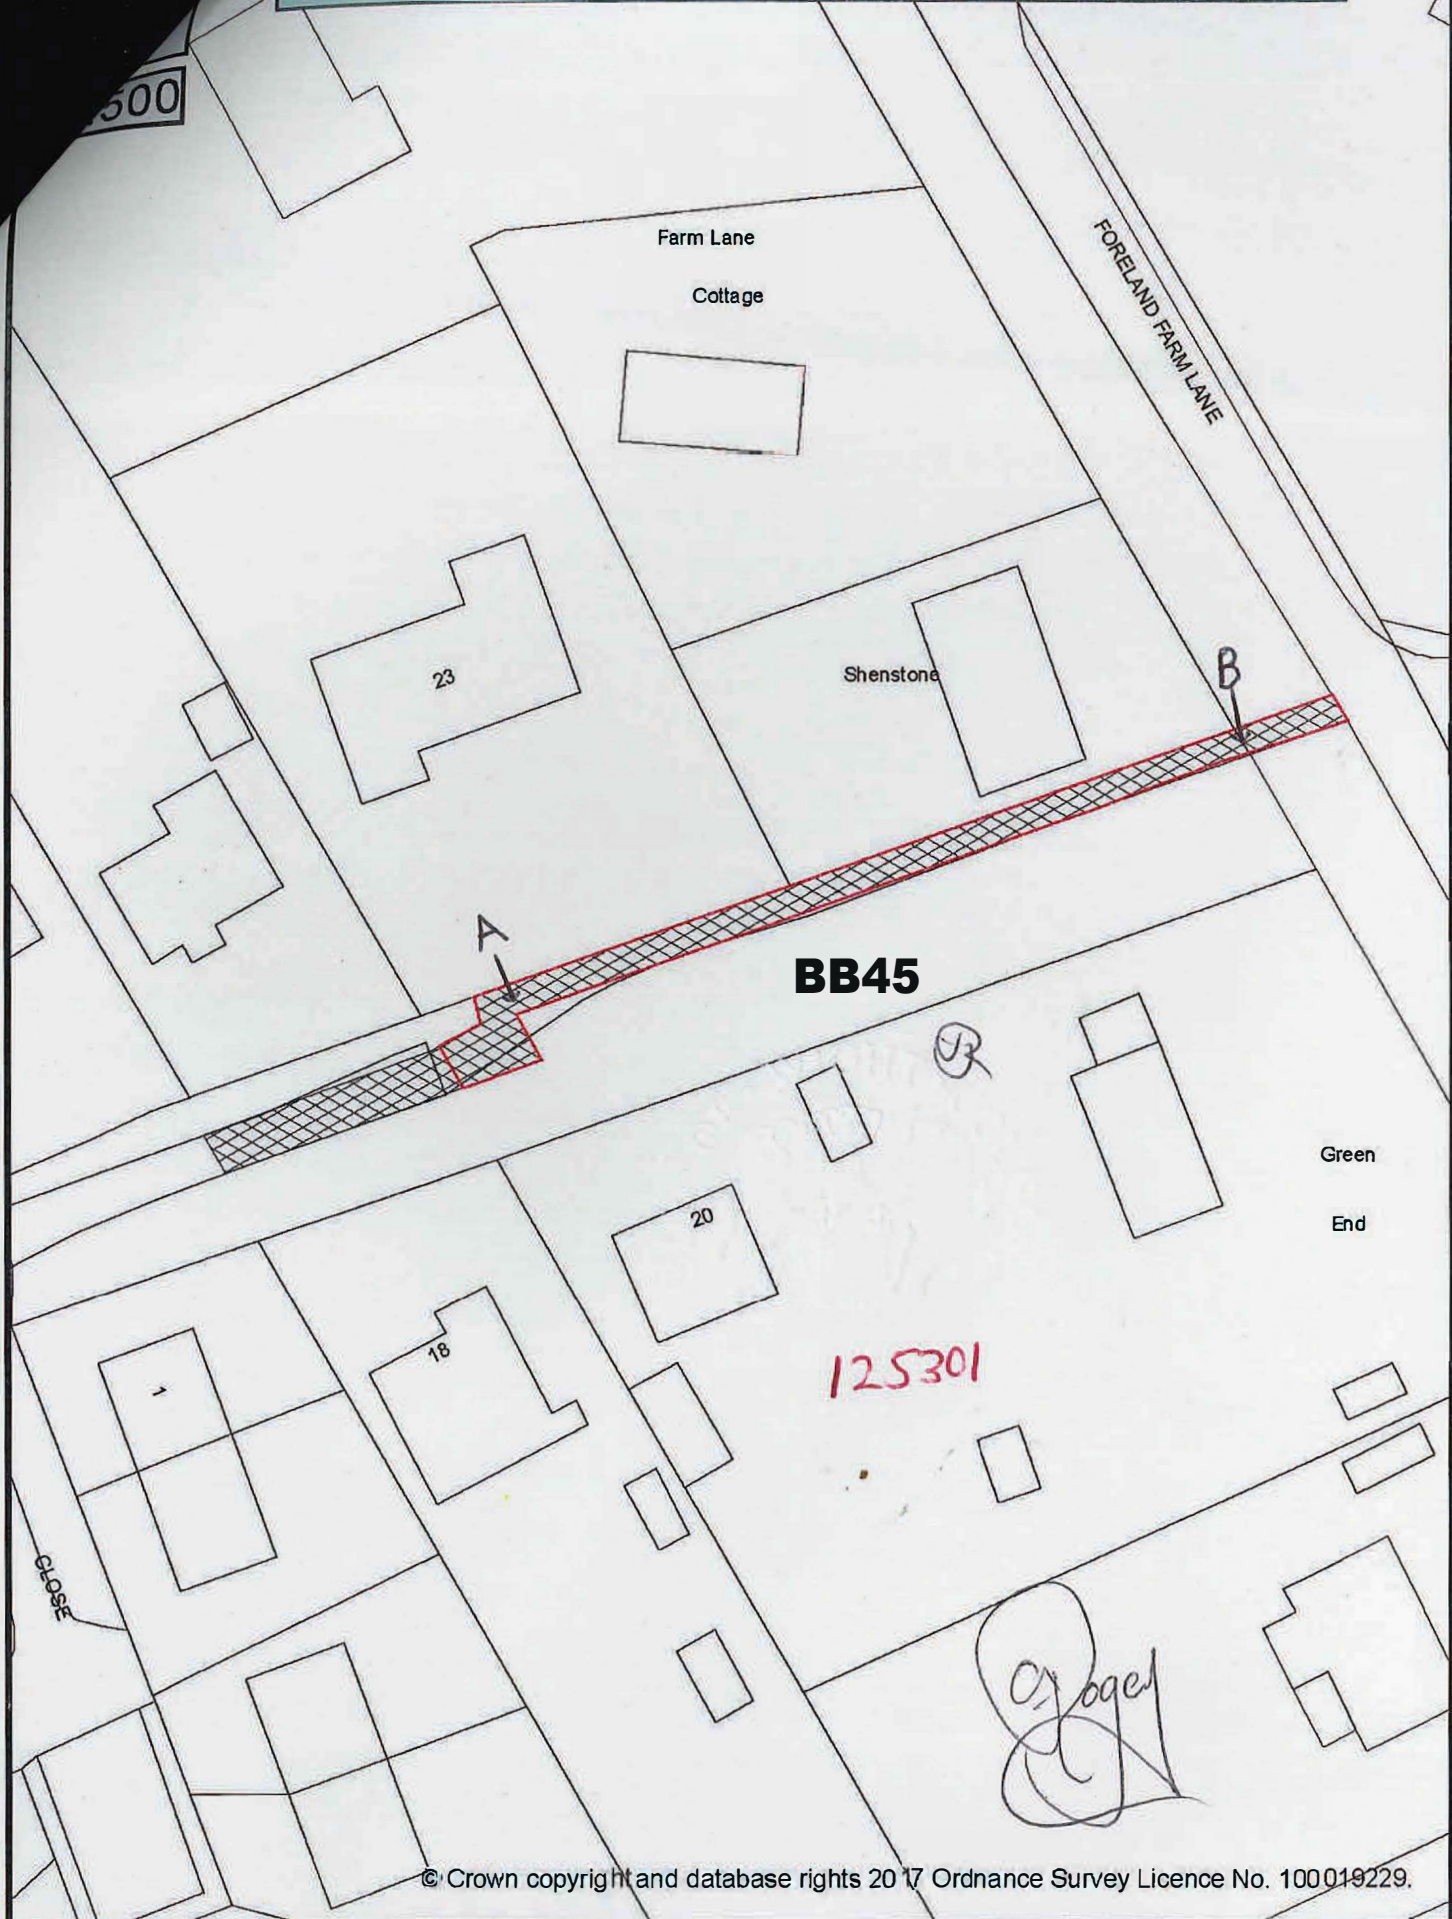 500
Farm Lane
Cottage
FORELAND FARM LANE
23
Shenstone
B
A
BB45
Green
End
20
18
1
125301
CLOSE
© Crown copyright and database rights 2017 Ordnance Survey Licence No. 100019229.